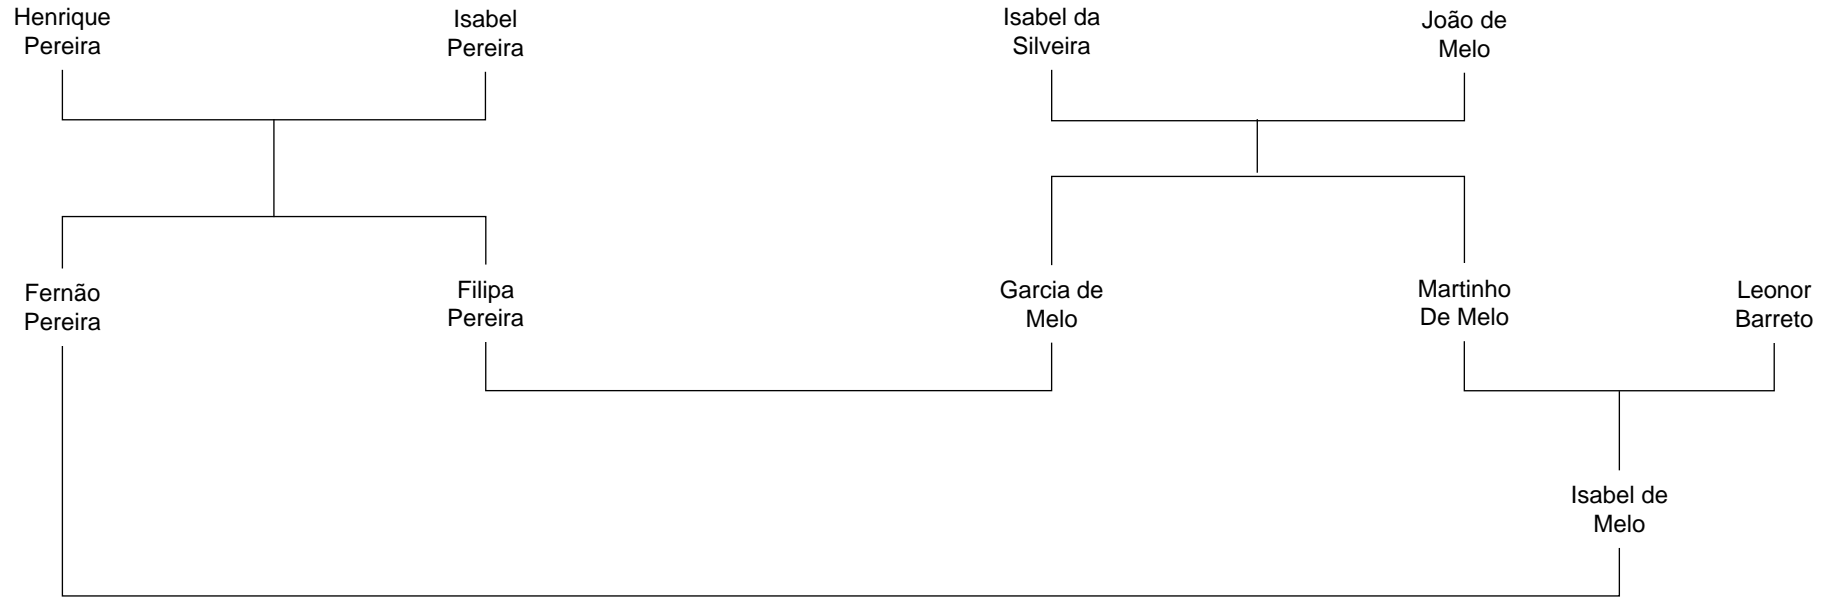 Henrique
Pereira
Isabel
Pereira
Isabel da
Silveira
João de
Melo
Fernão
Pereira
Filipa
Pereira
Garcia de
Melo
Martinho
De Melo
Leonor
Barreto
Isabel de
Melo